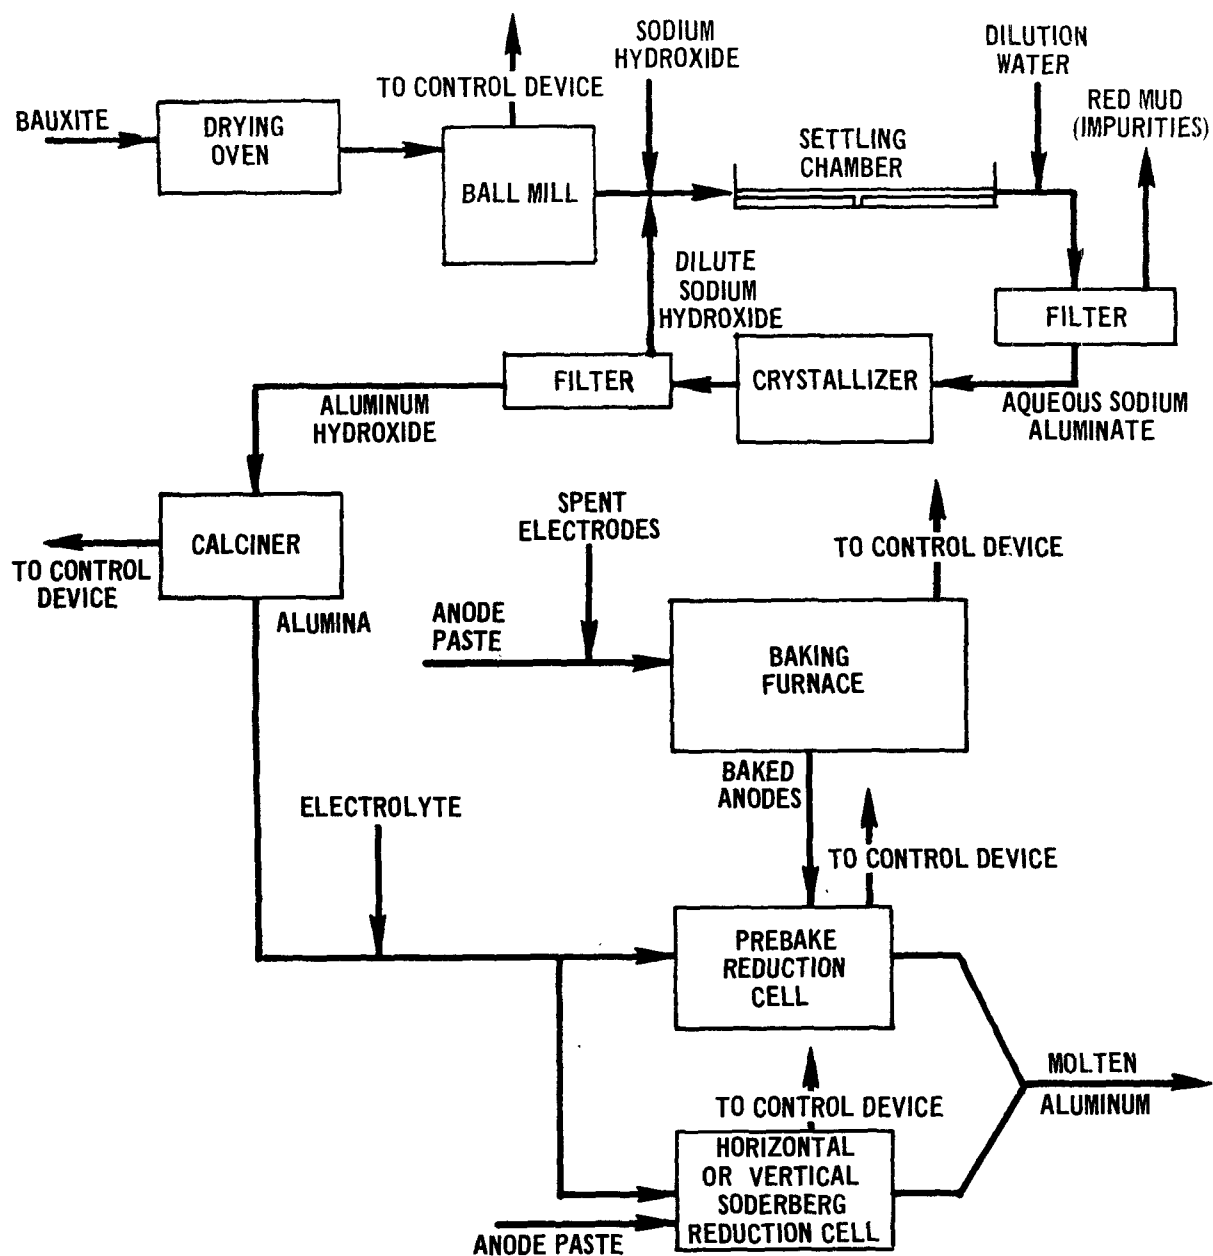 SODIUM
HYDROXIDE
DILUTION
WATER
TO CONTROL DEVICE
RED MUD
(IMPURITIES)
BAUXITE
DRYING
OVEN
SETTLING
CHAMBER
BALL MILL
DILUTE
SODIUM
HYDROXIDE
FILTER
FILTER
CRYSTALLIZER
ALUMINUM
HYDROXIDE
AQUEOUS SODIUM
ALUMINATE
SPENT
ELECTRODES
CALCINER
TO CONTROL DEVICE
TO CONTROL
DEVICE
ALUMINA
ANODE
PASTE
BAKING
FURNACE
BAKED
ANODES
ELECTROLYTE
TO CONTROL DEVICE
PREBAKE
REDUCTION
CELL
MOLTEN
ALUMINUM
TO CONTROL DEVICE
HORIZONTAL
OR VERTICAL
SODERBERG
REDUCTION CELL
ANODE PASTE